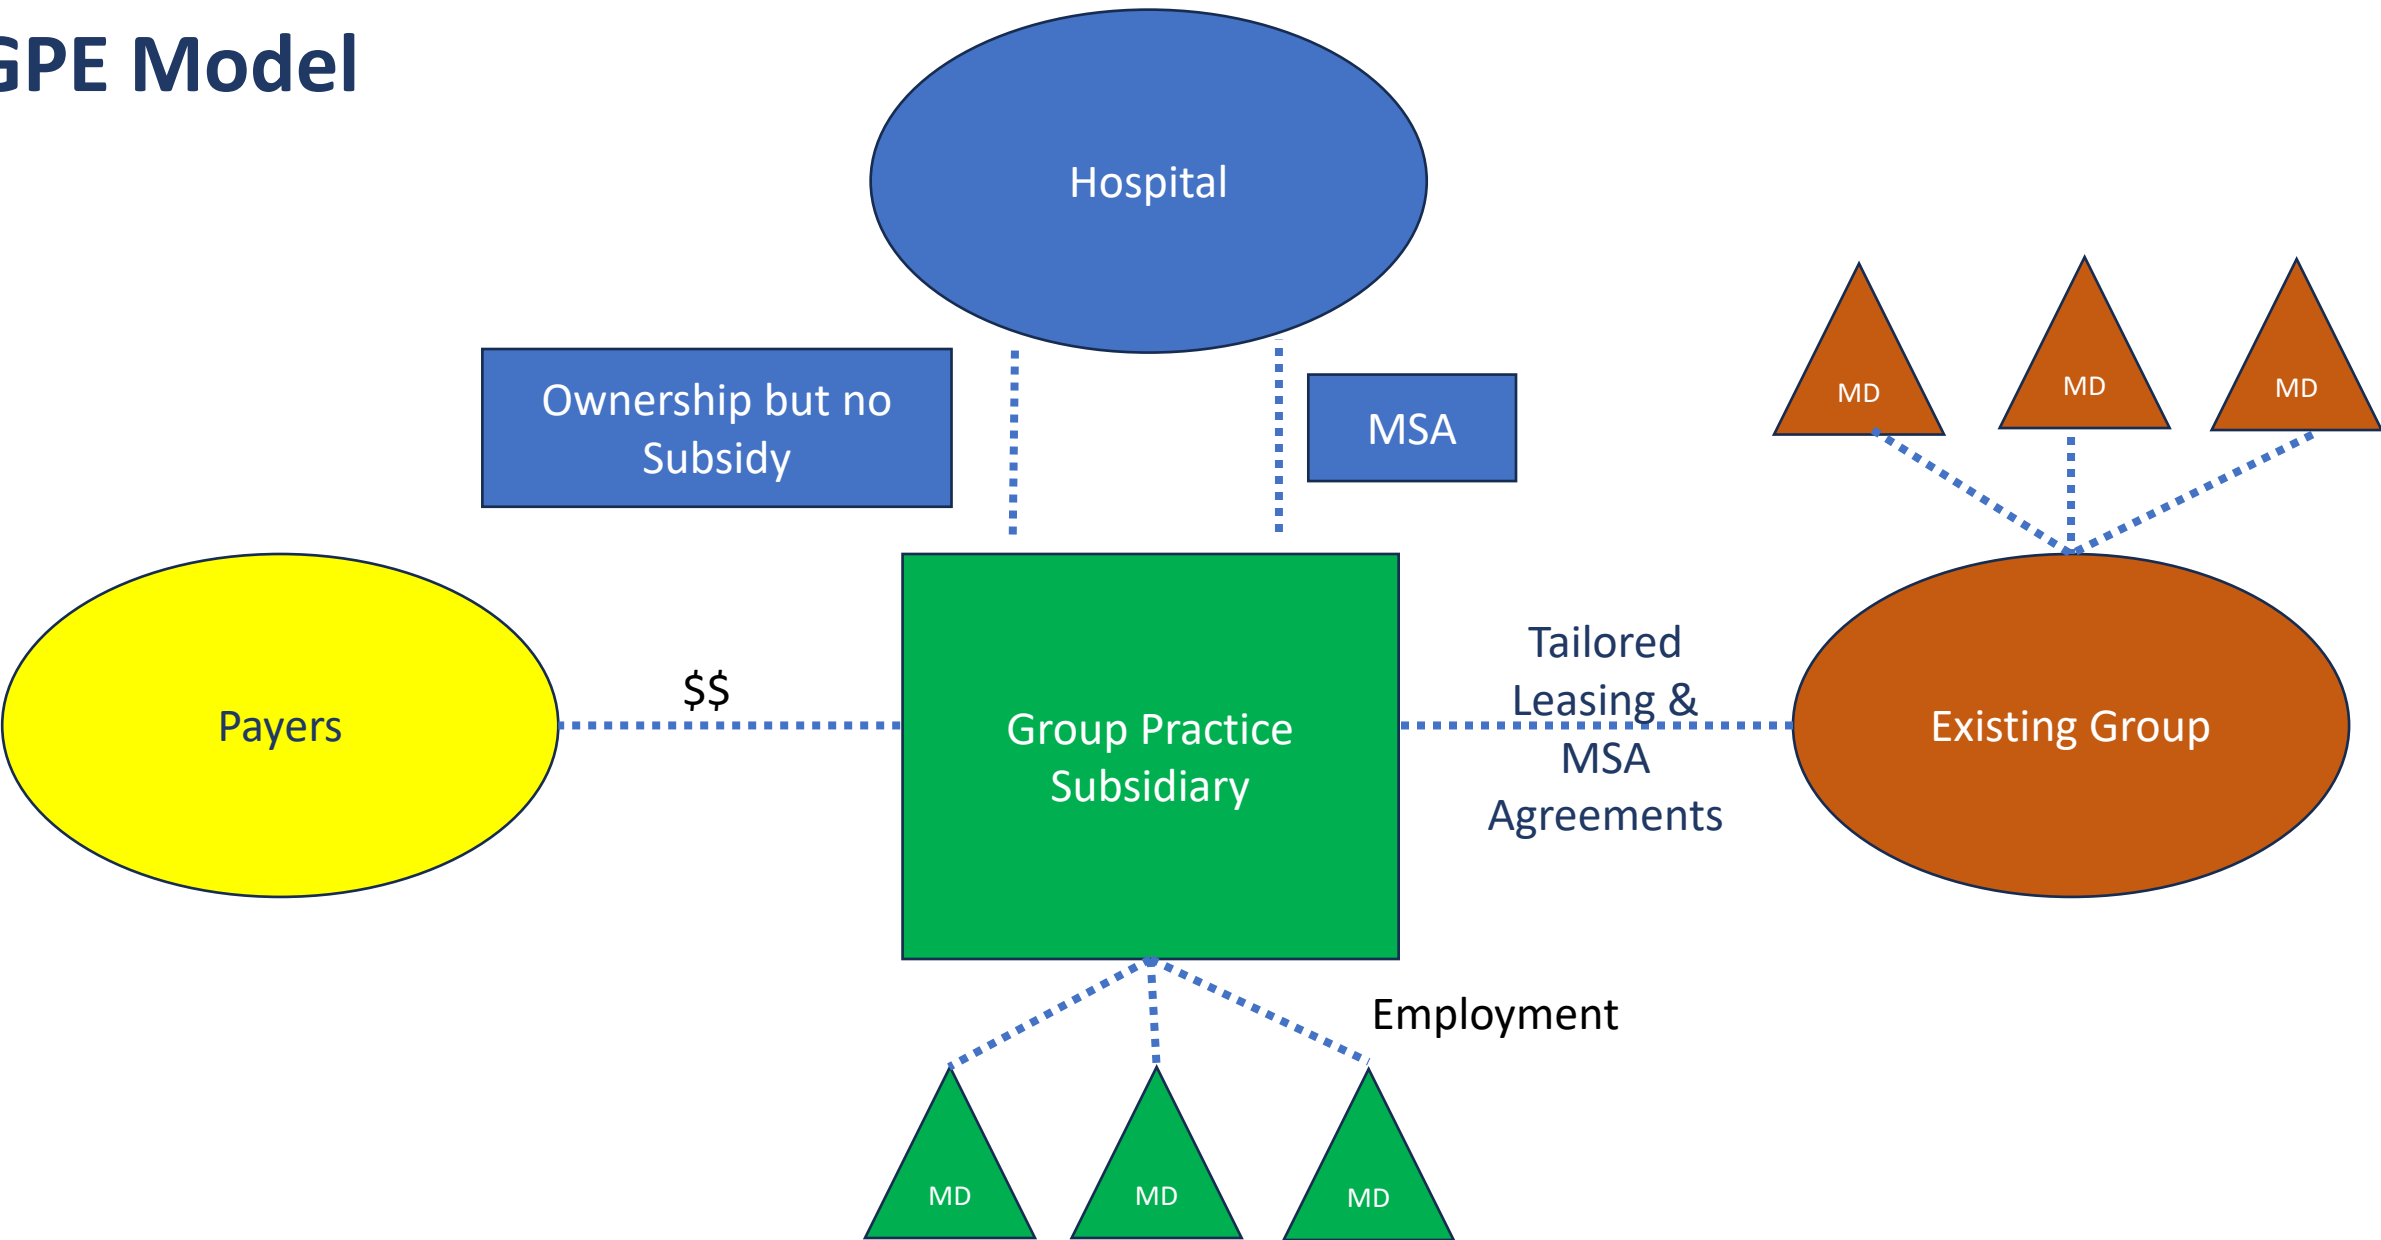 GPE Model
Hospital
Ownership but no
Subsidy
MSA
MD
MD
MD
Payers
$$
Group Practice
Subsidiary
Tailored
Leasing &
MSA
Agreements
Existing Group
Employment
MD
MD
MD